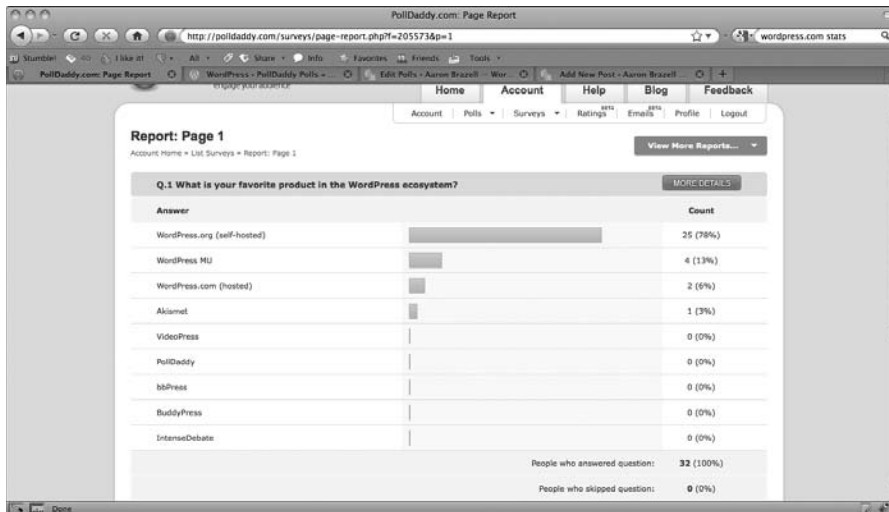 PollDaddy.com: Page Report
http://polldaddy.com/surveys/page-report.php?f=205573&p=1
wordpress.com stats
Stumble! I like it! All Share Info Favorites Friends Tools
PollDaddy.com: Page Report WordPress › PollDaddy Polls « ... Edit Polls ‹ Aaron Brazell — Wor... Add New Post ‹ Aaron Brazell ...
engage your audience
Home Account Help Blog Feedback
Account Polls Surveys Ratings BETA Emails BETA Profile Logout
Report: Page 1
Account Home » List Surveys » Report: Page 1
View More Reports...
Q.1 What is your favorite product in the WordPress ecosystem?
MORE DETAILS
Answer Count
WordPress.org (self-hosted) 25 (78%)
WordPress MU 4 (13%)
WordPress.com (hosted) 2 (6%)
Akismet 1 (3%)
VideoPress 0 (0%)
PollDaddy 0 (0%)
bbPress 0 (0%)
BuddyPress 0 (0%)
IntenseDebate 0 (0%)
People who answered question: 32 (100%)
People who skipped question: 0 (0%)
Done